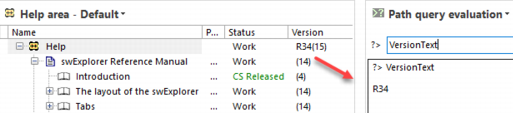 Help area - Default
Name P... Status Version
Help Work R34(15)
swExplorer Reference Manual ... Work (14)
Introduction ... CS Released (4)
The layout of the swExplorer ... Work (14)
Tabs ... Work (14)
Path query evaluation
?> VersionText
?> VersionText
R34